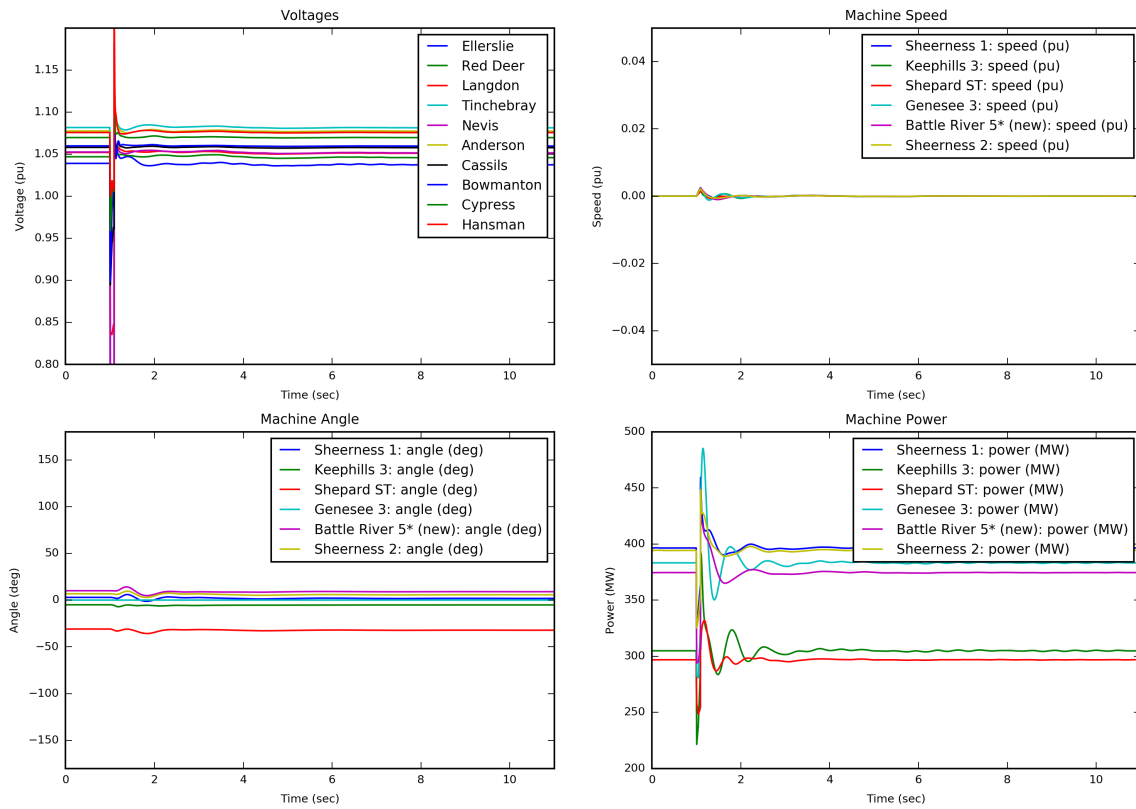 Voltages
1.15
1.10
1.05
1.00
0.95
0.90
0.85
0.80
Voltage (pu)
0 2 4 6 8 10
Time (sec)
Ellerslie
Red Deer
Langdon
Tinchebray
Nevis
Anderson
Cassils
Bowmanton
Cypress
Hansman
Machine Speed
0.04
0.02
0.00
−0.02
−0.04
Speed (pu)
0 2 4 6 8 10
Time (sec)
Sheerness 1: speed (pu)
Keephills 3: speed (pu)
Shepard ST: speed (pu)
Genesee 3: speed (pu)
Battle River 5* (new): speed (pu)
Sheerness 2: speed (pu)
Machine Angle
150
100
50
0
−50
−100
−150
Angle (deg)
0 2 4 6 8 10
Time (sec)
Sheerness 1: angle (deg)
Keephills 3: angle (deg)
Shepard ST: angle (deg)
Genesee 3: angle (deg)
Battle River 5* (new): angle (deg)
Sheerness 2: angle (deg)
Machine Power
500
450
400
350
300
250
200
Power (MW)
0 2 4 6 8 10
Time (sec)
Sheerness 1: power (MW)
Keephills 3: power (MW)
Shepard ST: power (MW)
Genesee 3: power (MW)
Battle River 5* (new): power (MW)
Sheerness 2: power (MW)